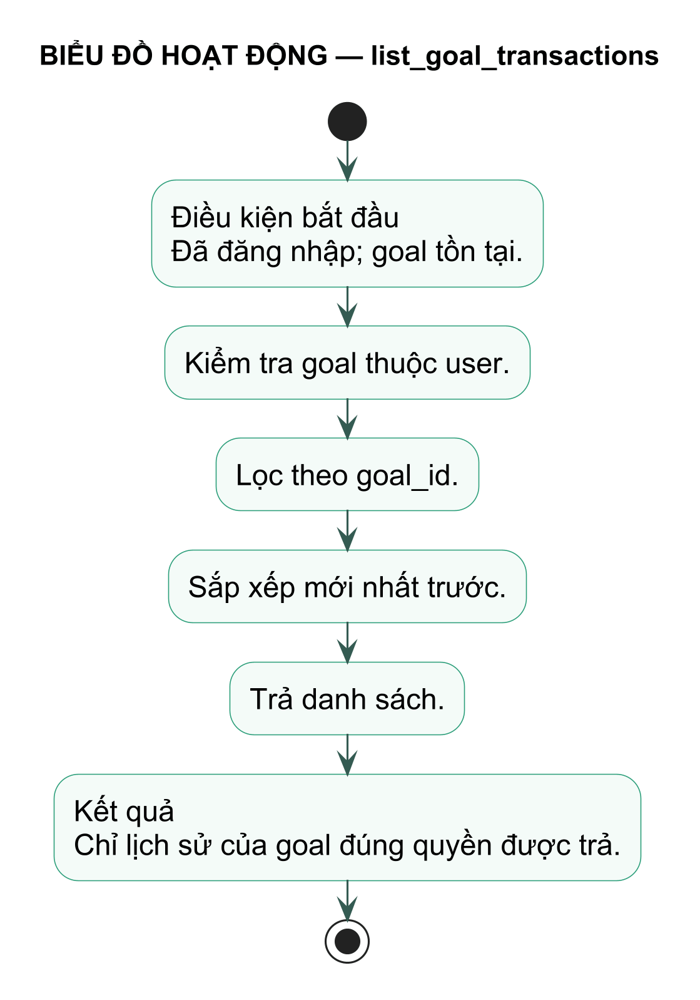 BIỂU ĐỒ HOẠT ĐỘNG — list_goal_transactions
Điều kiện bắt đầu
Đã đăng nhập; goal tồn tại.
Kiểm tra goal thuộc user.
Lọc theo goal_id.
Sắp xếp mới nhất trước.
Trả danh sách.
Kết quả
Chỉ lịch sử của goal đúng quyền được trả.